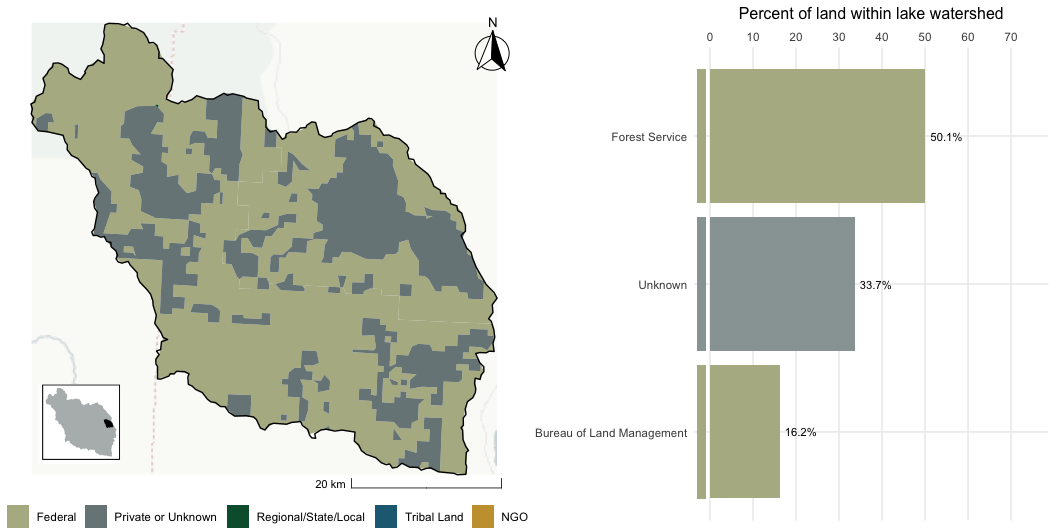 Percent of land within lake watershed
N
0 10 20 30 40 50 60 70
Forest Service
50.1%
Unknown
33.7%
Bureau of Land Management
16.2%
20 km
Federal
Private or Unknown
Regional/State/Local
Tribal Land
NGO